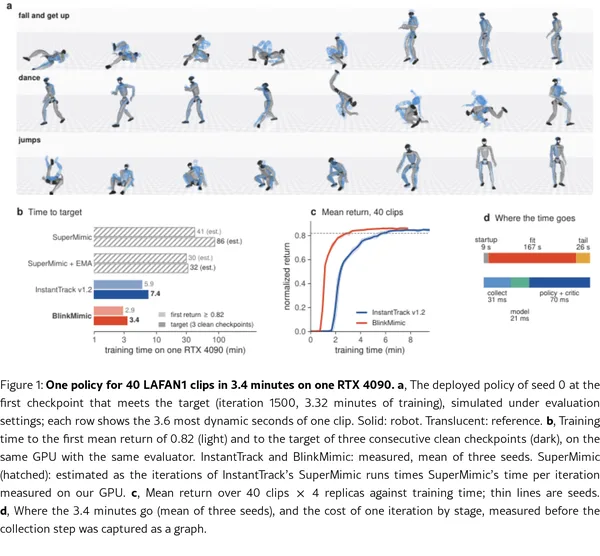 a
fall and get up
dance
jumps
b Time to target
SuperMimic
41 (est.)
86 (est.)
SuperMimic + EMA
30 (est.)
32 (est.)
InstantTrack v1.2
5.9
7.4
BlinkMimic
2.9
3.4
first return ≥ 0.82
target (3 clean checkpoints)
1 3 10 30 100
training time on one RTX 4090 (min)
c Mean return, 40 clips
normalized return
0.8
0.6
0.4
0.2
0.0
InstantTrack v1.2
BlinkMimic
0 2 4 6 8
training time (min)
d Where the time goes
startup fit tail
9 s 167 s 26 s
collect policy + critic
31 ms 70 ms
model
21 ms
Figure 1: One policy for 40 LAFAN1 clips in 3.4 minutes on one RTX 4090. a, The deployed policy of seed 0 at the
first checkpoint that meets the target (iteration 1500, 3.32 minutes of training), simulated under evaluation
settings; each row shows the 3.6 most dynamic seconds of one clip. Solid: robot. Translucent: reference. b, Training
time to the first mean return of 0.82 (light) and to the target of three consecutive clean checkpoints (dark), on the
same GPU with the same evaluator. InstantTrack and BlinkMimic: measured, mean of three seeds. SuperMimic
(hatched): estimated as the iterations of InstantTrack's SuperMimic runs times SuperMimic's time per iteration
measured on our GPU. c, Mean return over 40 clips × 4 replicas against training time; thin lines are seeds.
d, Where the 3.4 minutes go (mean of three seeds), and the cost of one iteration by stage, measured before the
collection step was captured as a graph.